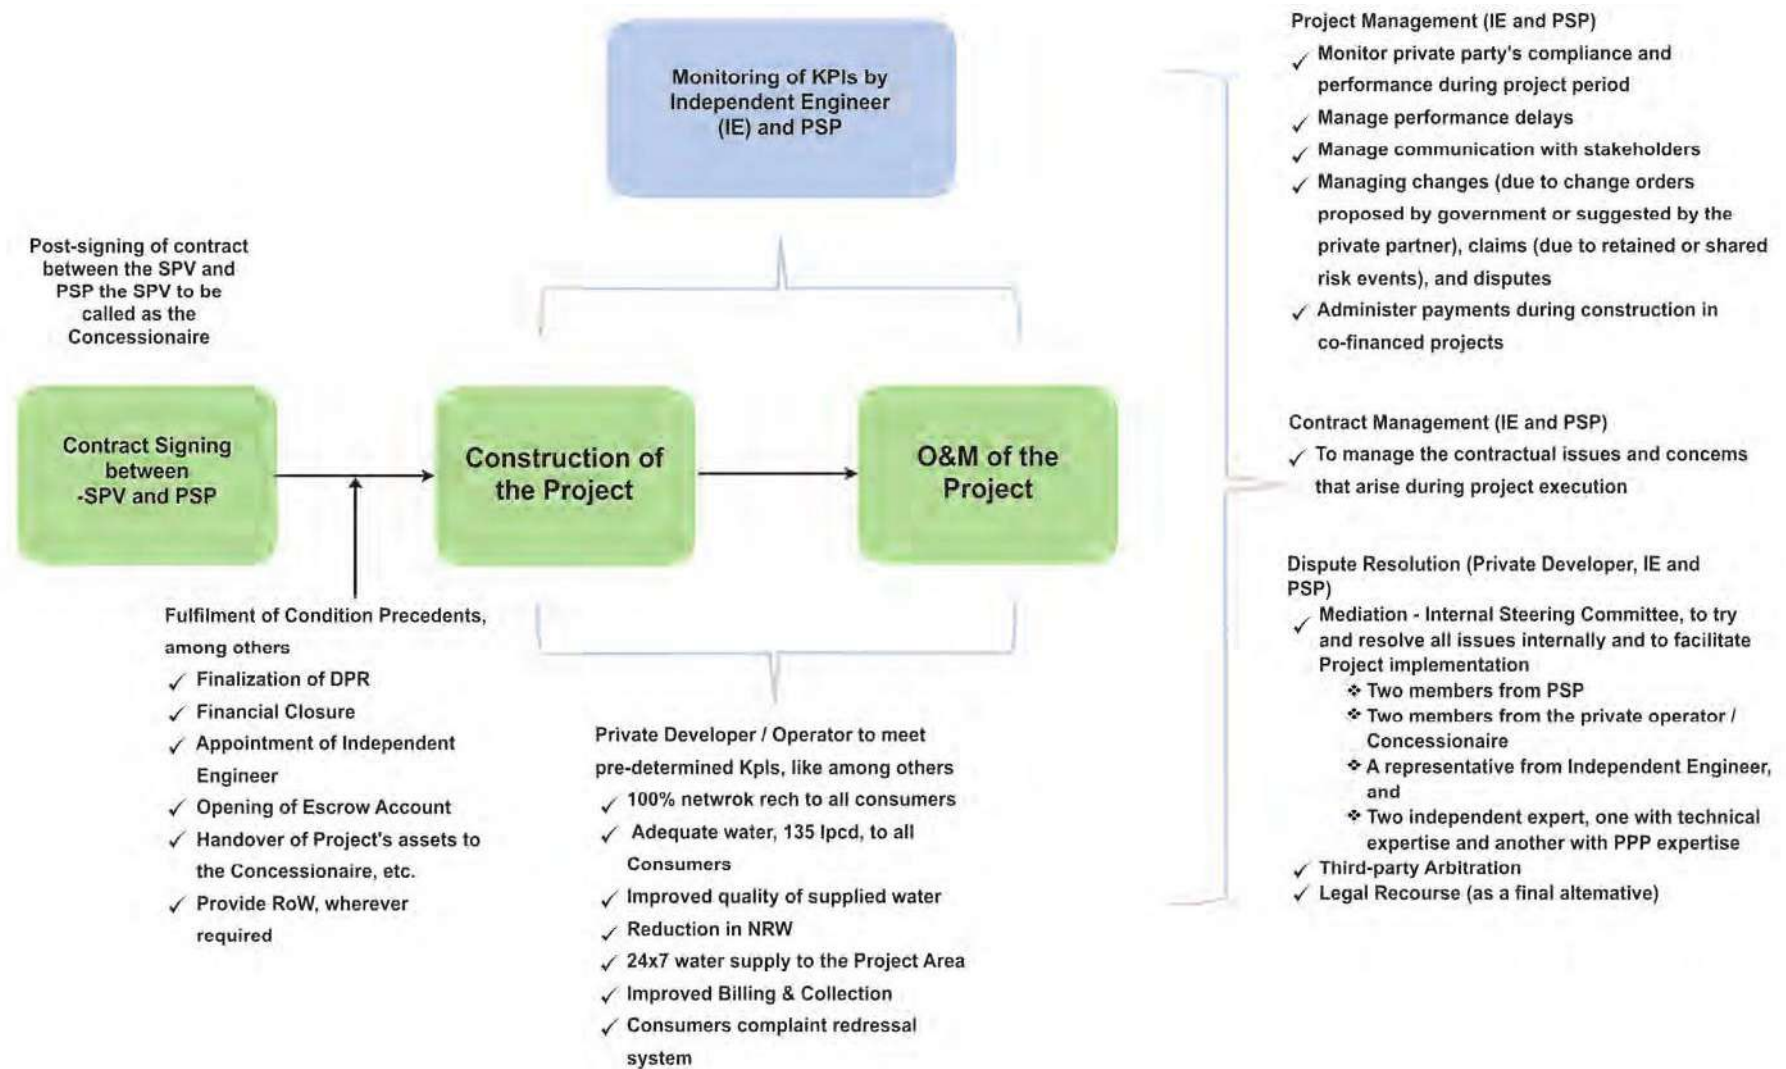 Monitoring of KPIs by
Independent Engineer
(IE) and PSP
Post-signing of contract
between the SPV and
PSP the SPV to be
called as the
Concessionaire
Contract Signing
between
-SPV and PSP
Construction of
the Project
O&M of the
Project
Fulfilment of Condition Precedents,
among others
✓ Finalization of DPR
✓ Financial Closure
✓ Appointment of Independent
Engineer
✓ Opening of Escrow Account
✓ Handover of Project's assets to
the Concessionaire, etc.
✓ Provide RoW, wherever
required
Private Developer / Operator to meet
pre-determined Kpls, like among others
✓ 100% netwrok rech to all consumers
✓ Adequate water, 135 lpcd, to all
Consumers
✓ Improved quality of supplied water
✓ Reduction in NRW
✓ 24x7 water supply to the Project Area
✓ Improved Billing & Collection
✓ Consumers complaint redressal
system
Project Management (IE and PSP)
✓ Monitor private party's compliance and
performance during project period
✓ Manage performance delays
✓ Manage communication with stakeholders
✓ Managing changes (due to change orders
proposed by government or suggested by the
private partner), claims (due to retained or shared
risk events), and disputes
✓ Administer payments during construction in
co-financed projects
Contract Management (IE and PSP)
✓ To manage the contractual issues and concems
that arise during project execution
Dispute Resolution (Private Developer, IE and
PSP)
✓ Mediation - Internal Steering Committee, to try
and resolve all issues internally and to facilitate
Project implementation
❖ Two members from PSP
❖ Two members from the private operator /
Concessionaire
❖ A representative from Independent Engineer,
and
❖ Two independent expert, one with technical
expertise and another with PPP expertise
✓ Third-party Arbitration
✓ Legal Recourse (as a final altemative)